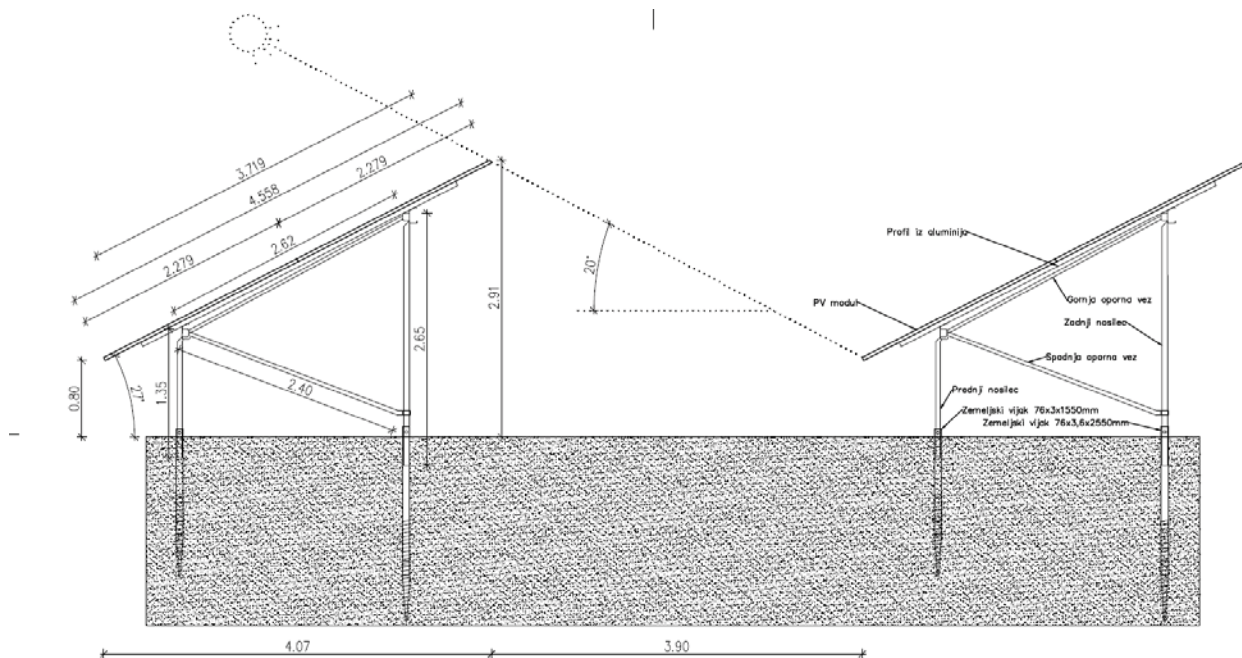 3.719
4.558
2.279
2.62
2.279
0.80
27°
1.35
2.40
2.65
2.91
20°
Profil iz aluminija
PV modul
Gornja oporna vez
Zadnji nosilec
Spodnja oporna vez
Prednji nosilec
Zemeljski vijak 76x3x1550mm
Zemeljski vijak 76x3,6x2550mm
4.07
3.90